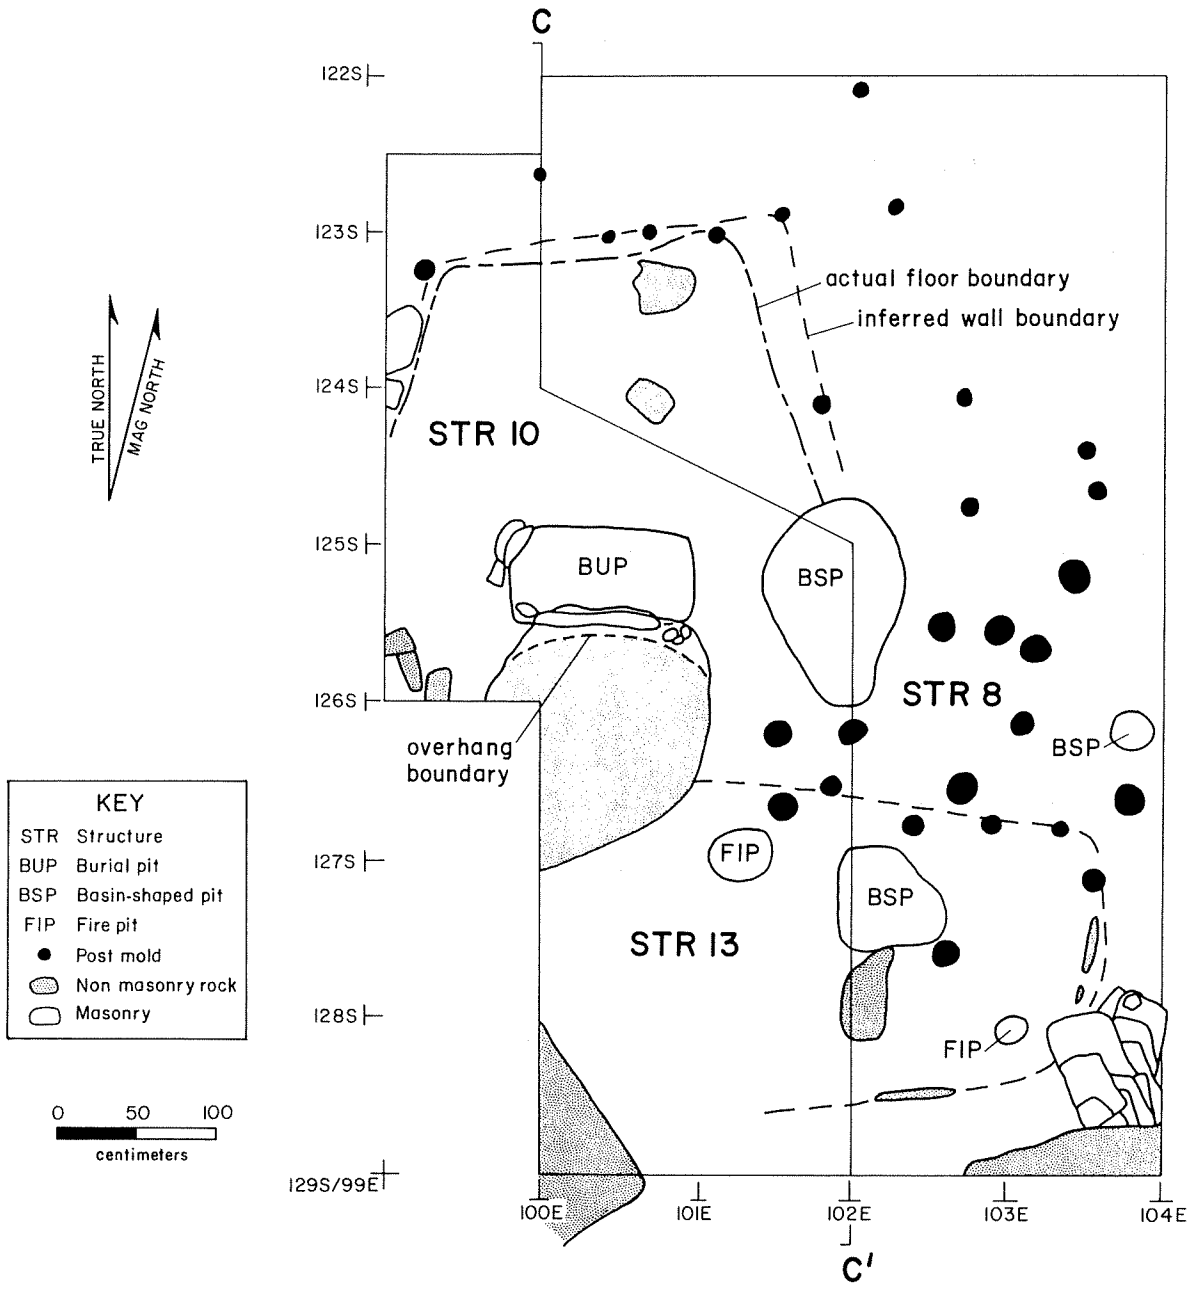 C
122S
123S
actual floor boundary
inferred wall boundary
124S
TRUE NORTH
MAG NORTH
STR 10
125S
BUP
BSP
126S
STR 8
BSP
overhang
boundary
KEY
STR Structure
BUP Burial pit
BSP Basin-shaped pit
FIP Fire pit
Post mold
Non masonry rock
Masonry
127S
FIP
BSP
STR 13
128S
FIP
0 50 100
centimeters
129S/99E
100E
101E
102E
103E
104E
C'